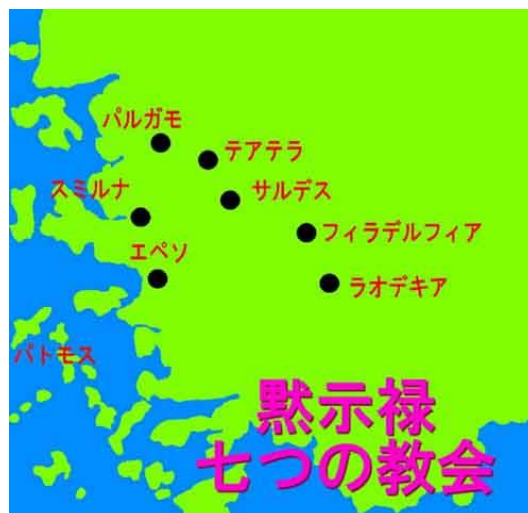 パルガモ
テアテラ
スミルナ
サルデス
フィラデルフィア
エペソ
ラオデキア
パトモス
黙示禄
七つの教会